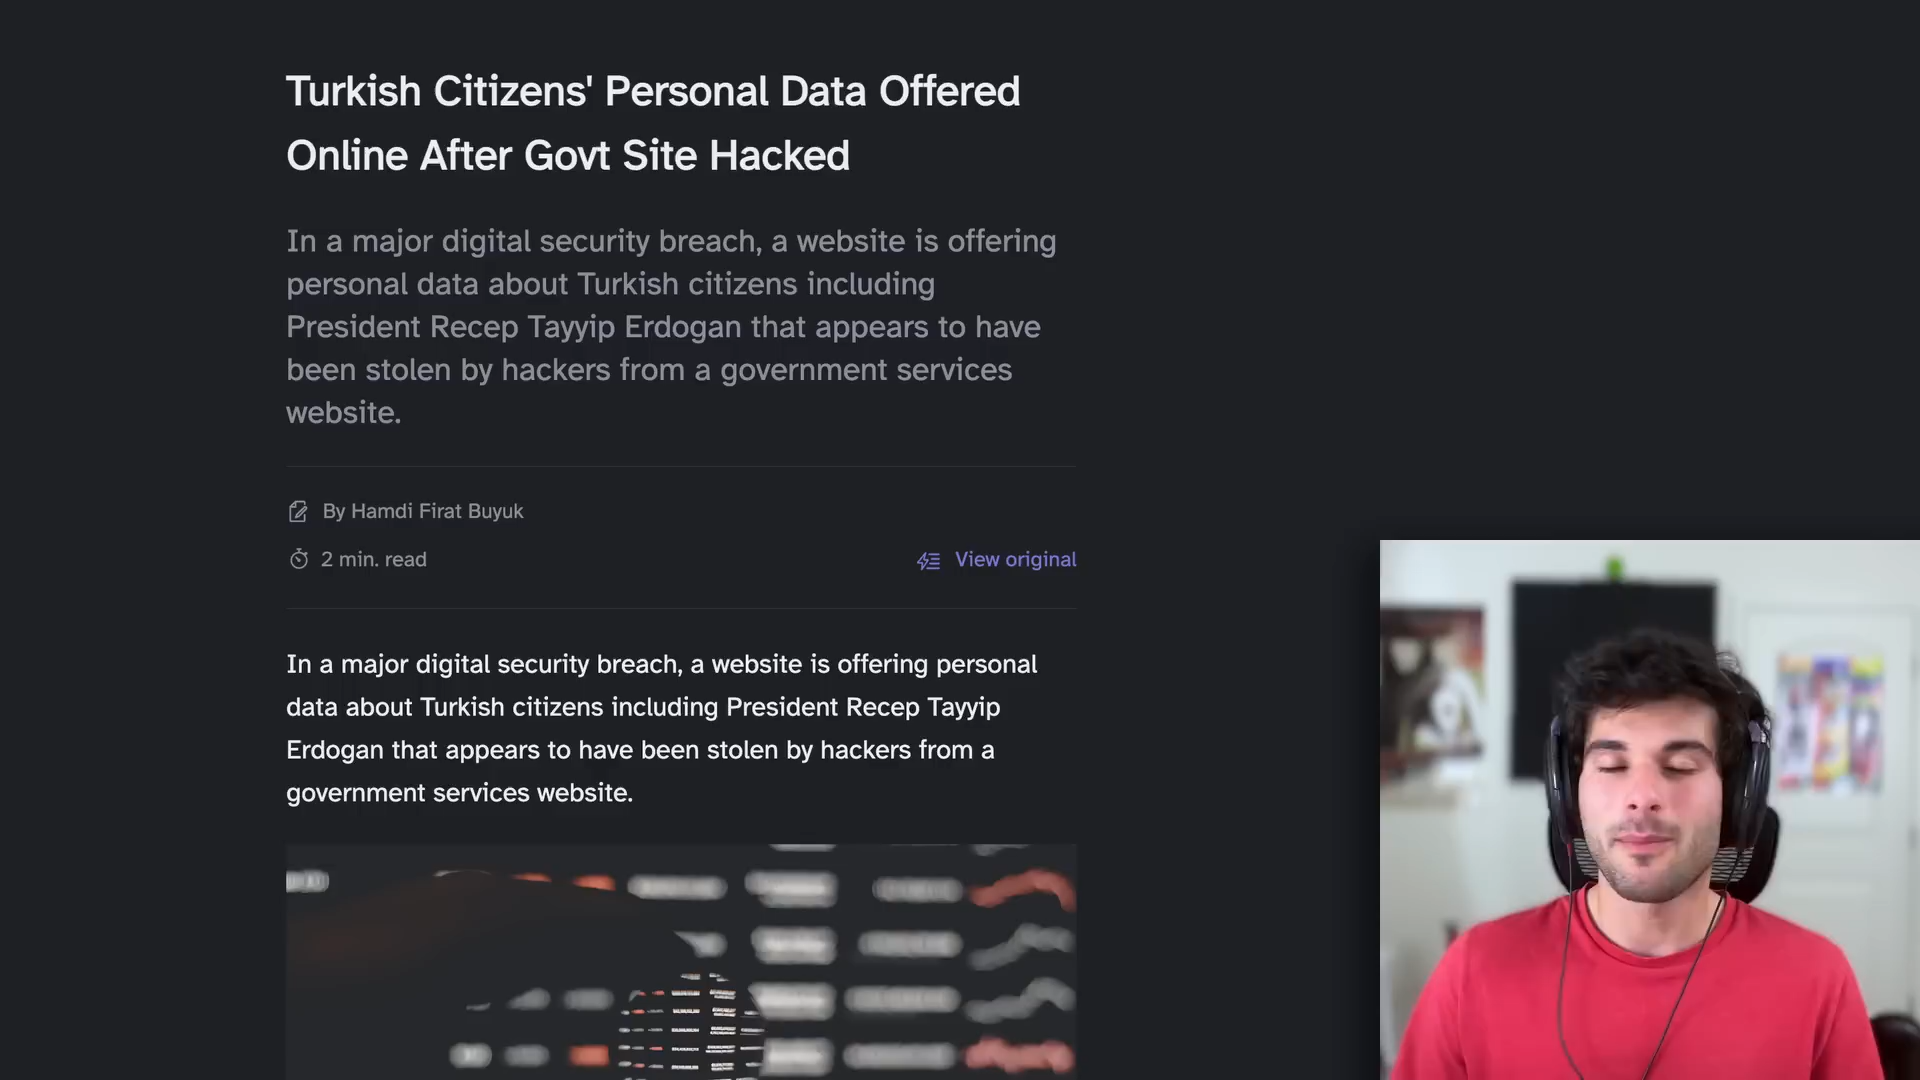 Turkish Citizens' Personal Data Offered
Online After Govt Site Hacked
In a major digital security breach, a website is offering
personal data about Turkish citizens including
President Recep Tayyip Erdogan that appears to have
been stolen by hackers from a government services
website.
By Hamdi Firat Buyuk
2 min. read
View original
In a major digital security breach, a website is offering personal
data about Turkish citizens including President Recep Tayyip
Erdogan that appears to have been stolen by hackers from a
government services website.